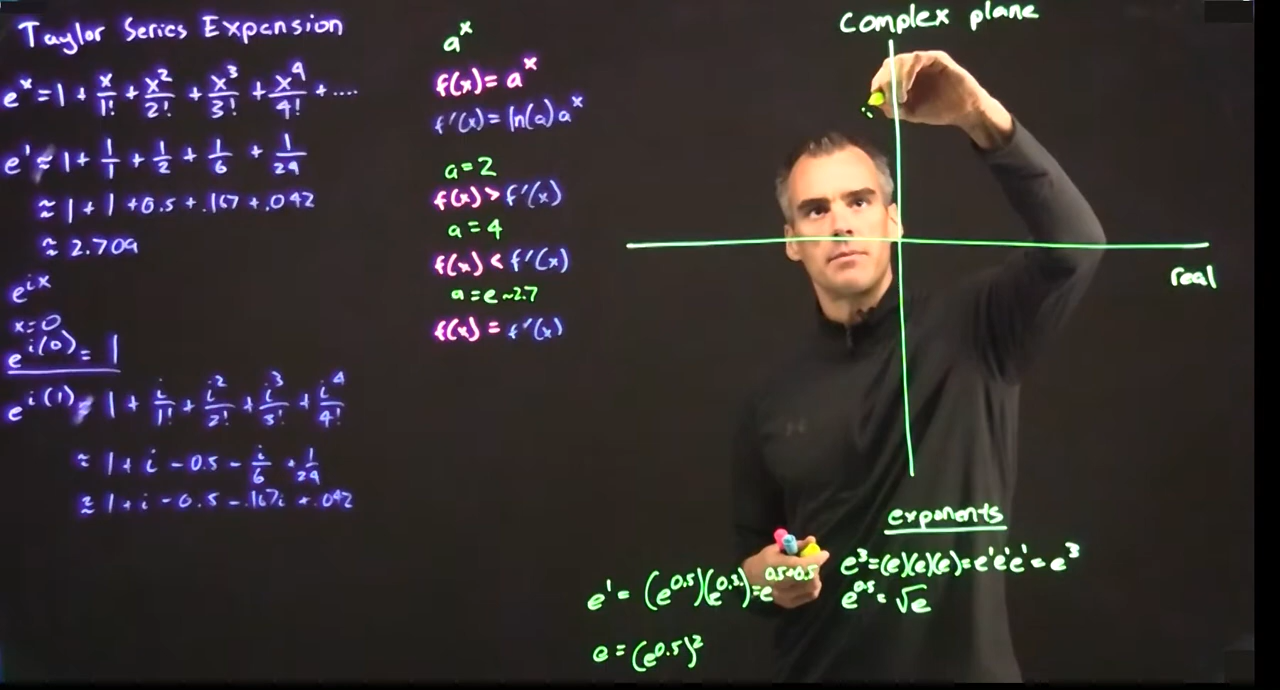 Taylor Series Expansion
e^x = 1 + x/1! + x^2/2! + x^3/3! + x^4/4! + ....
e^1 ≈ 1 + 1/1 + 1/2 + 1/6 + 1/24
≈ 1 + 1 + 0.5 + .167 + .042
≈ 2.709
e^ix
x=0
e^i(0) = 1
e^i(1) ≈ 1 + i/1! + i^2/2! + i^3/3! + i^4/4!
≈ 1 + i - 0.5 - i/6 + 1/24
≈ 1 + i - 0.5 - .167i + .042
a^x
f(x) = a^x
f'(x) = ln(a) a^x
a=2
f(x) > f'(x)
a=4
f(x) < f'(x)
a=e ~2.7
f(x) = f'(x)
complex plane
i
real
exponents
e^3=(e)(e)(e)=e^1e^1e^1=e^3
e^0.5 = √e
e^1 = (e^0.5)(e^0.5)=e^0.5+0.5
e = (e^0.5)^2